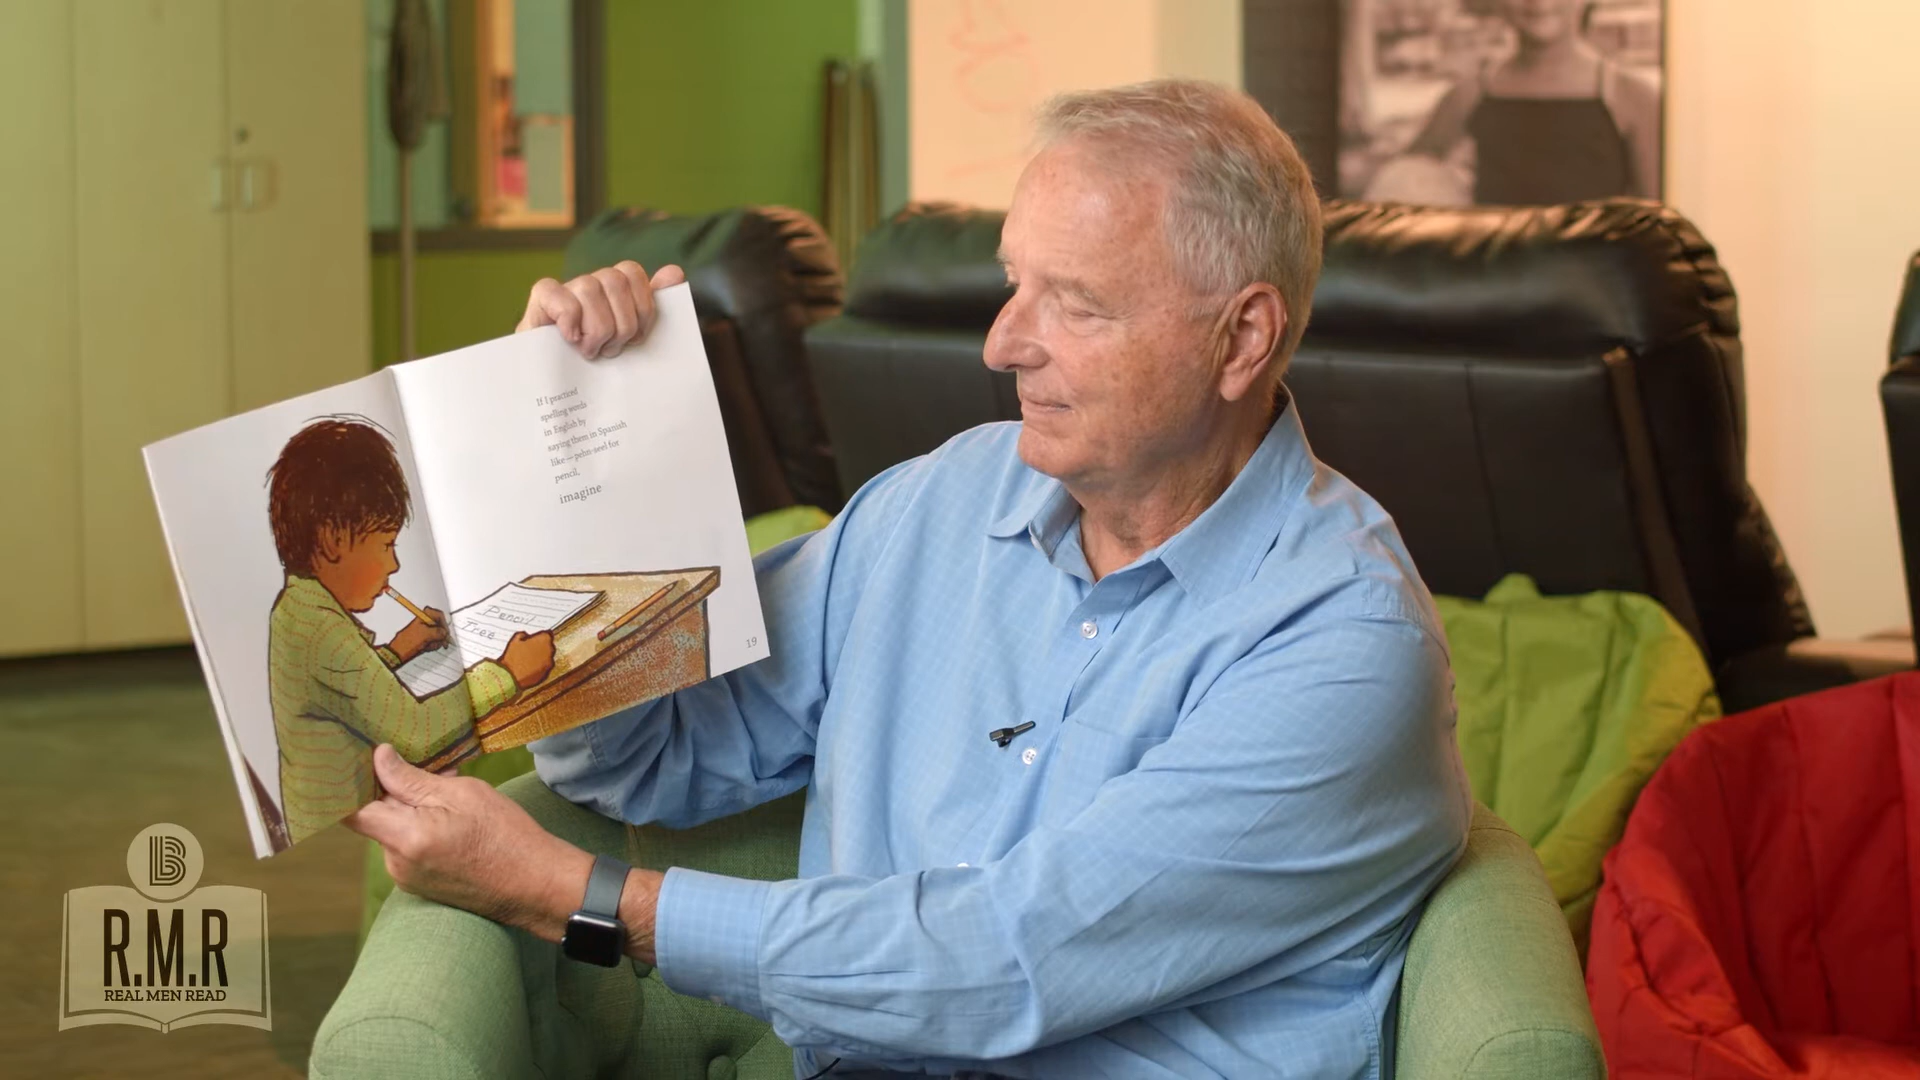 If I practiced
spelling words
in English by
saying them in Spanish
like—pehn-seel for
pencil,
imagine
Pencil
Tree
19
B
R.M.R
REAL MEN READ